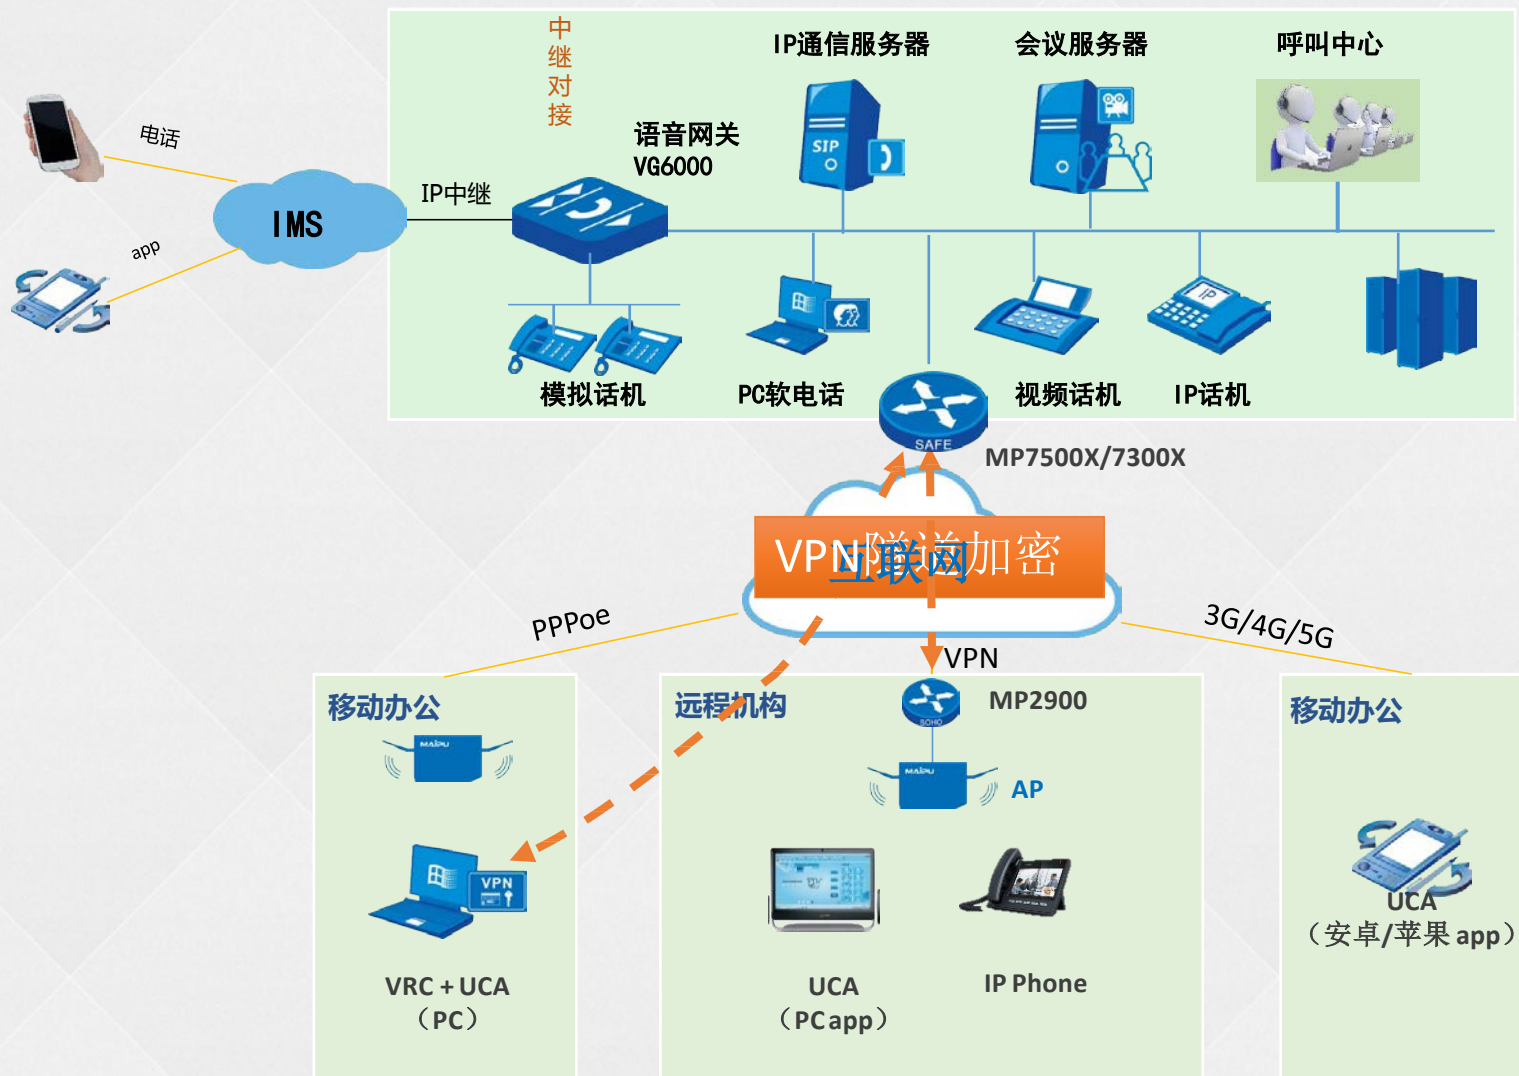 中
继
对
接
IP通信服务器
会议服务器
呼叫中心
电话
语音网关
VG6000
SIP
IMS
IP中继
app
IP
模拟话机
PC软电话
视频话机
IP话机
SAFE
MP7500X/7300X
VPN隧道加密
互联网
PPPoe
3G/4G/5G
VPN
移动办公
远程机构
SOHO
MP2900
移动办公
MAIPU
MAIPU
AP
VPN
UCA
（安卓/苹果 app）
VRC + UCA
（PC）
UCA
（PC app）
IP Phone